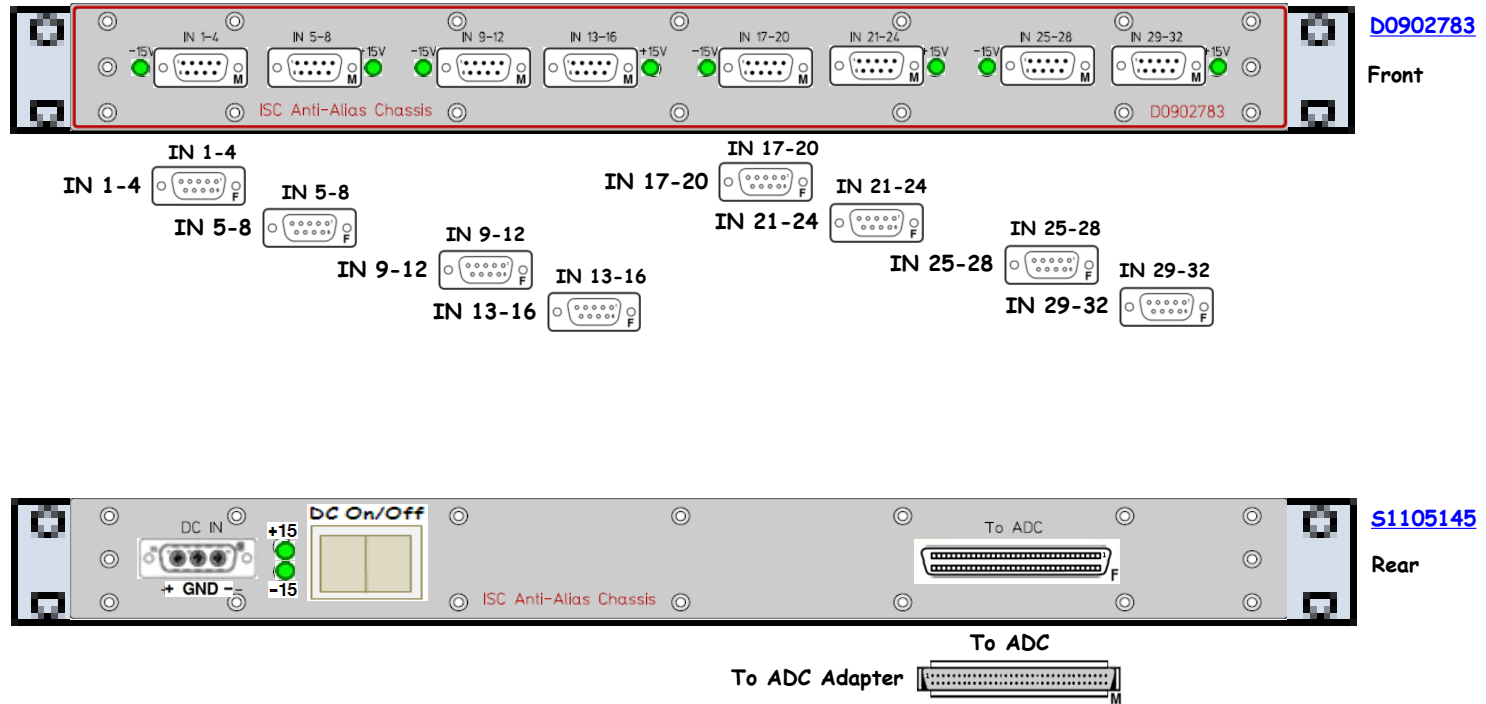 D0902783
Front
IN 1-4 IN 5-8 IN 9-12 IN 13-16 IN 17-20 IN 21-24 IN 25-28 IN 29-32
-15V +15V -15V +15V -15V +15V -15V +15V
M M M M M M M M
ISC Anti-Alias Chassis D0902783
IN 1-4
IN 1-4 F
IN 5-8
IN 5-8 F
IN 9-12
IN 9-12 F
IN 13-16
IN 13-16 F
IN 17-20
IN 17-20 F
IN 21-24
IN 21-24 F
IN 25-28
IN 25-28 F
IN 29-32
IN 29-32 F
S1105145
Rear
DC IN
+ GND -
+15
-15
DC On/Off
ISC Anti-Alias Chassis
To ADC
1
F
To ADC
To ADC Adapter
1
M